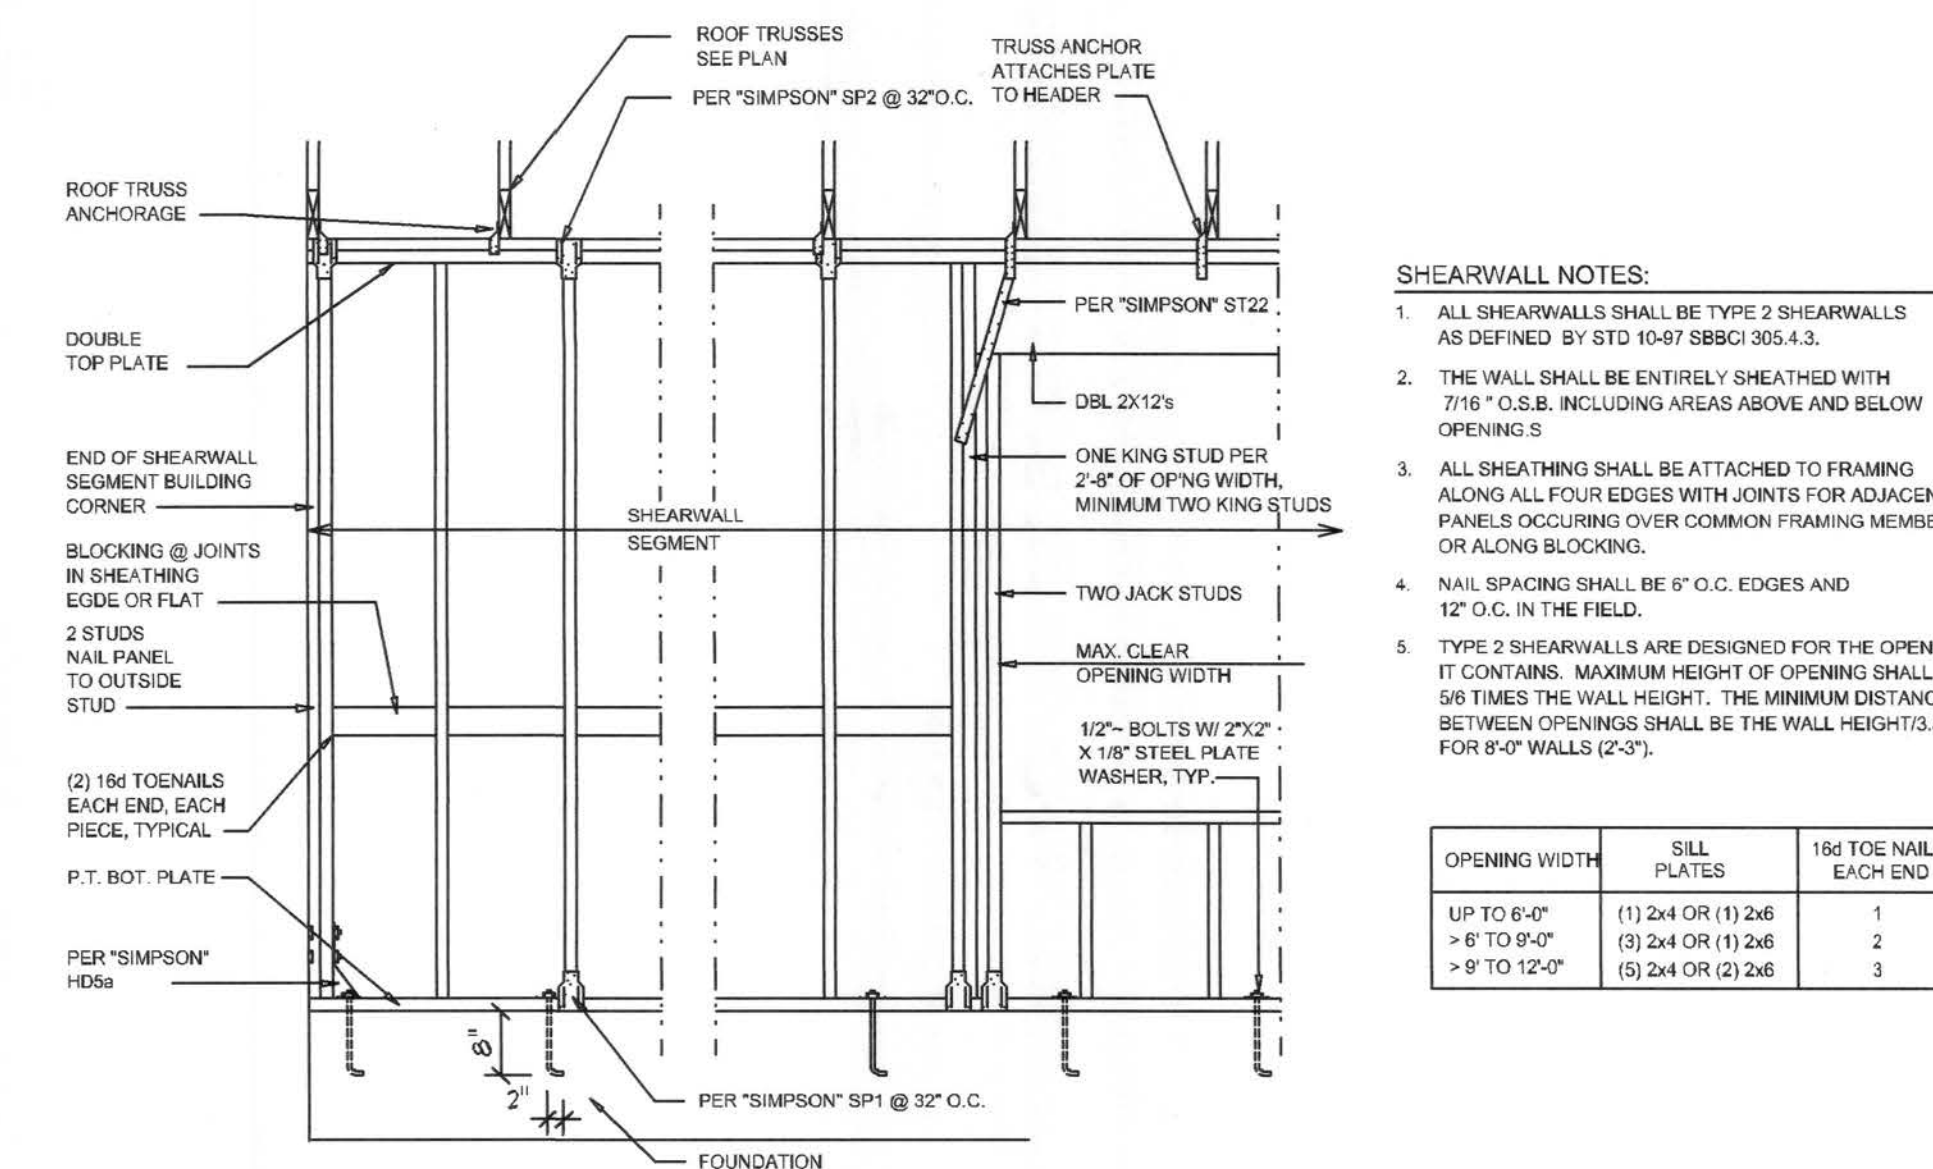 ROOF TRUSSES
SEE PLAN
PER "SIMPSON" SP2 @ 32"O.C.
TRUSS ANCHOR
ATTACHES PLATE
TO HEADER
ROOF TRUSS
ANCHORAGE
DOUBLE
TOP PLATE
END OF SHEARWALL
SEGMENT BUILDING
CORNER
BLOCKING @ JOINTS
IN SHEATHING
EGDE OR FLAT
2 STUDS
NAIL PANEL
TO OUTSIDE
STUD
(2) 16d TOENAILS
EACH END, EACH
PIECE, TYPICAL
P.T. BOT. PLATE
PER "SIMPSON"
HD5a
SHEARWALL
SEGMENT
PER "SIMPSON" ST22
DBL 2X12's
ONE KING STUD PER
2'-8" OF OP'NG WIDTH,
MINIMUM TWO KING STUDS
TWO JACK STUDS
MAX. CLEAR
OPENING WIDTH
1/2"~ BOLTS W/ 2"X2"
X 1/8" STEEL PLATE
WASHER, TYP.
8"
2"
PER "SIMPSON" SP1 @ 32" O.C.
FOUNDATION
SHEARWALL NOTES:
1. ALL SHEARWALLS SHALL BE TYPE 2 SHEARWALLS
AS DEFINED BY STD 10-97 SBBCI 305.4.3.
2. THE WALL SHALL BE ENTIRELY SHEATHED WITH
7/16 " O.S.B. INCLUDING AREAS ABOVE AND BELOW
OPENING.S
3. ALL SHEATHING SHALL BE ATTACHED TO FRAMING
ALONG ALL FOUR EDGES WITH JOINTS FOR ADJACEN
PANELS OCCURING OVER COMMON FRAMING MEMBE
OR ALONG BLOCKING.
4. NAIL SPACING SHALL BE 6" O.C. EDGES AND
12" O.C. IN THE FIELD.
5. TYPE 2 SHEARWALLS ARE DESIGNED FOR THE OPEN
IT CONTAINS. MAXIMUM HEIGHT OF OPENING SHALL
5/6 TIMES THE WALL HEIGHT. THE MINIMUM DISTANC
BETWEEN OPENINGS SHALL BE THE WALL HEIGHT/3.
FOR 8'-0" WALLS (2'-3").
OPENING WIDTH SILL PLATES 16d TOE NAIL EACH END
UP TO 6'-0" (1) 2x4 OR (1) 2x6 1
> 6' TO 9'-0" (3) 2x4 OR (1) 2x6 2
> 9' TO 12'-0" (5) 2x4 OR (2) 2x6 3